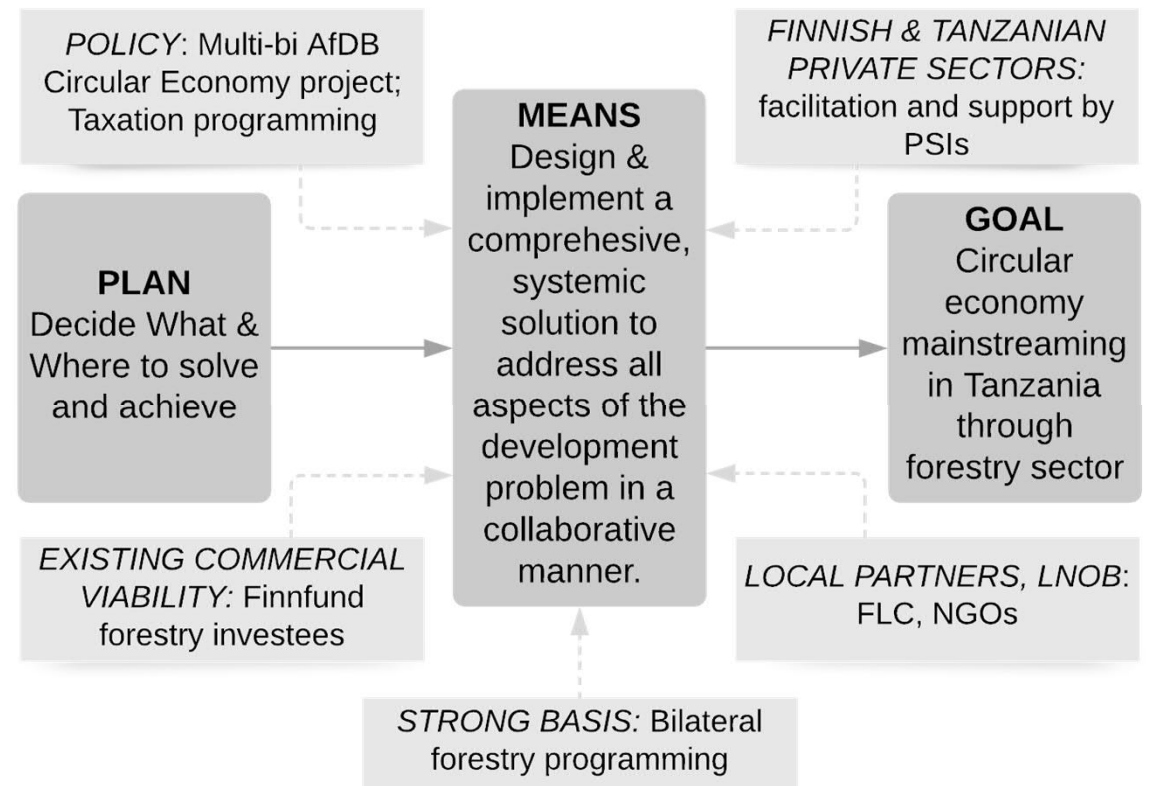 POLICY: Multi-bi AfDB
Circular Economy project;
Taxation programming
FINNISH & TANZANIAN
PRIVATE SECTORS:
facilitation and support by
PSIs
PLAN
Decide What &
Where to solve
and achieve
MEANS
Design &
implement a
comprehesive,
systemic
solution to
address all
aspects of the
development
problem in a
collaborative
manner.
GOAL
Circular
economy
mainstreaming
in Tanzania
through
forestry sector
EXISTING COMMERCIAL
VIABILITY: Finnfund
forestry investees
LOCAL PARTNERS, LNOB:
FLC, NGOs
STRONG BASIS: Bilateral
forestry programming